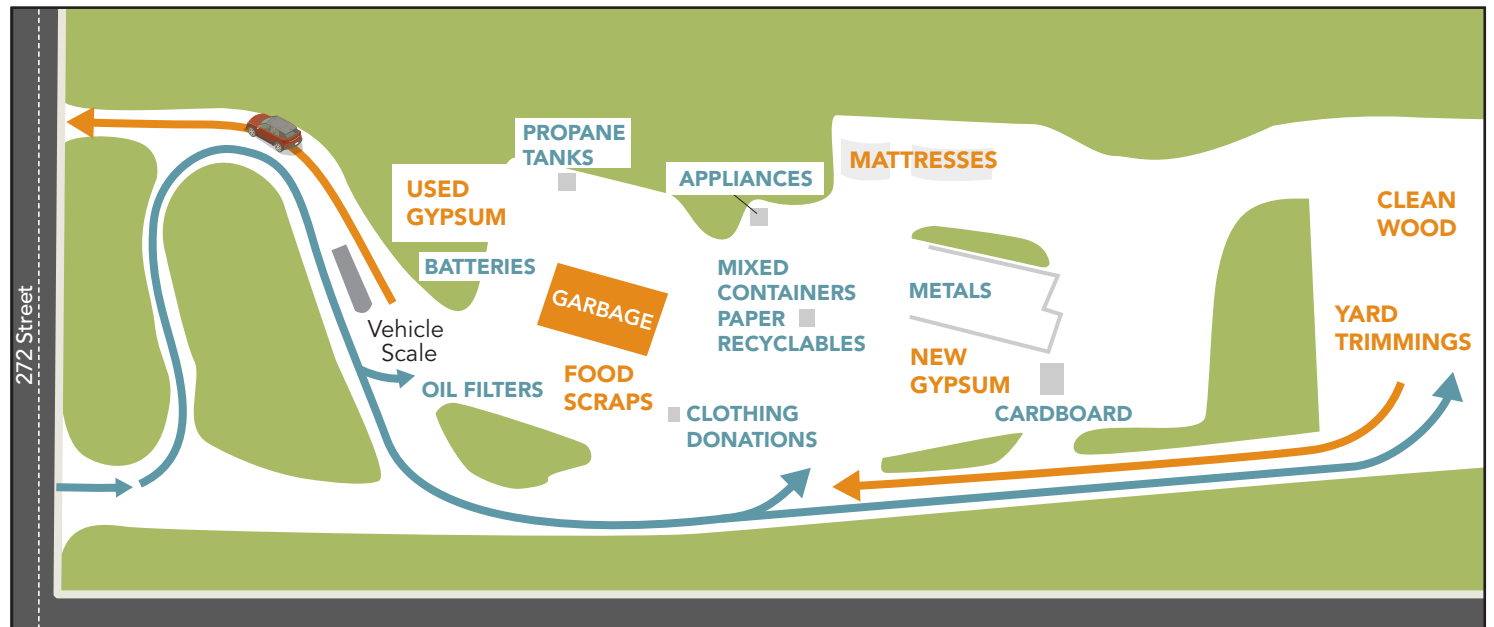 272 Street
PROPANE
TANKS
APPLIANCES
MATTRESSES
USED
GYPSUM
CLEAN
WOOD
BATTERIES
GARBAGE
MIXED
CONTAINERS
PAPER
RECYCLABLES
METALS
YARD
TRIMMINGS
Vehicle
Scale
OIL FILTERS
FOOD
SCRAPS
NEW
GYPSUM
CLOTHING
DONATIONS
CARDBOARD